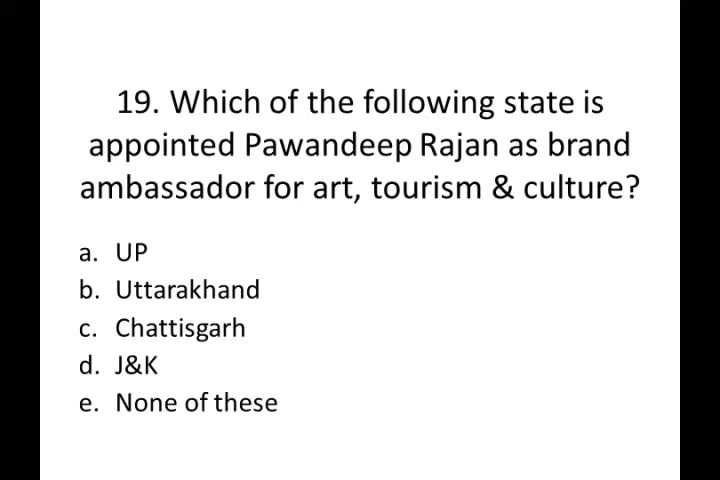 19. Which of the following state is
appointed Pawandeep Rajan as brand
ambassador for art, tourism & culture?
a. UP
b. Uttarakhand
c. Chattisgarh
d. J&K
e. None of these